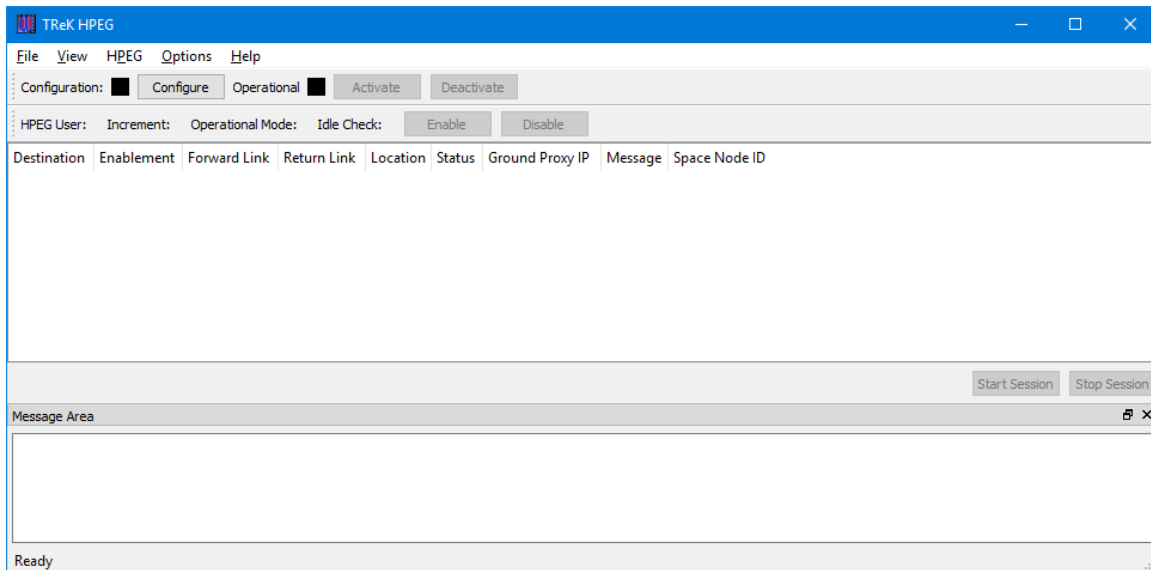 TReK HPEG
File View HPEG Options Help
Configuration: Configure Operational Activate Deactivate
HPEG User: Increment: Operational Mode: Idle Check: Enable Disable
Destination Enablement Forward Link Return Link Location Status Ground Proxy IP Message Space Node ID
Start Session Stop Session
Message Area
Ready